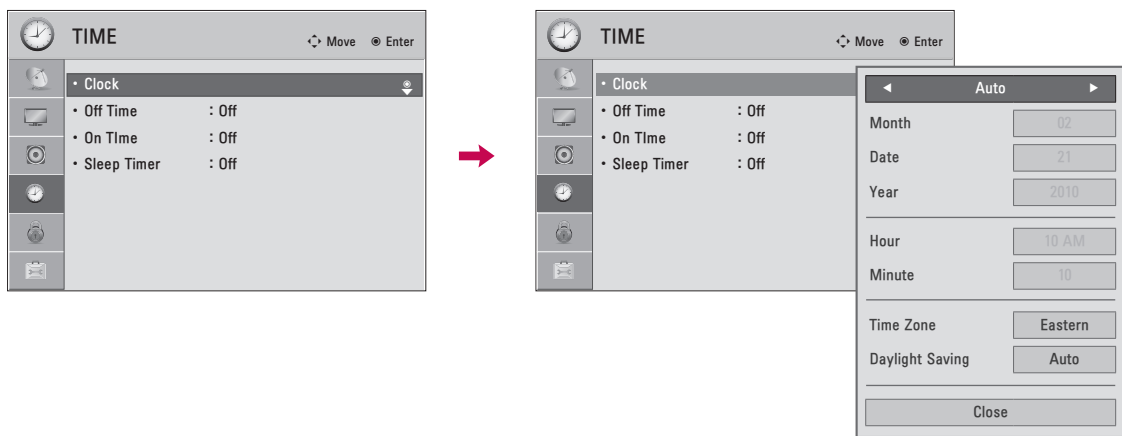 TIME
Move Enter
• Clock
• Off Time : Off
• On TIme : Off
• Sleep Timer : Off
TIME
Move Enter
• Clock
• Off Time : Off
• On TIme : Off
• Sleep Timer : Off
◄ Auto ►
Month 02
Date 21
Year 2010
Hour 10 AM
Minute 10
Time Zone Eastern
Daylight Saving Auto
Close